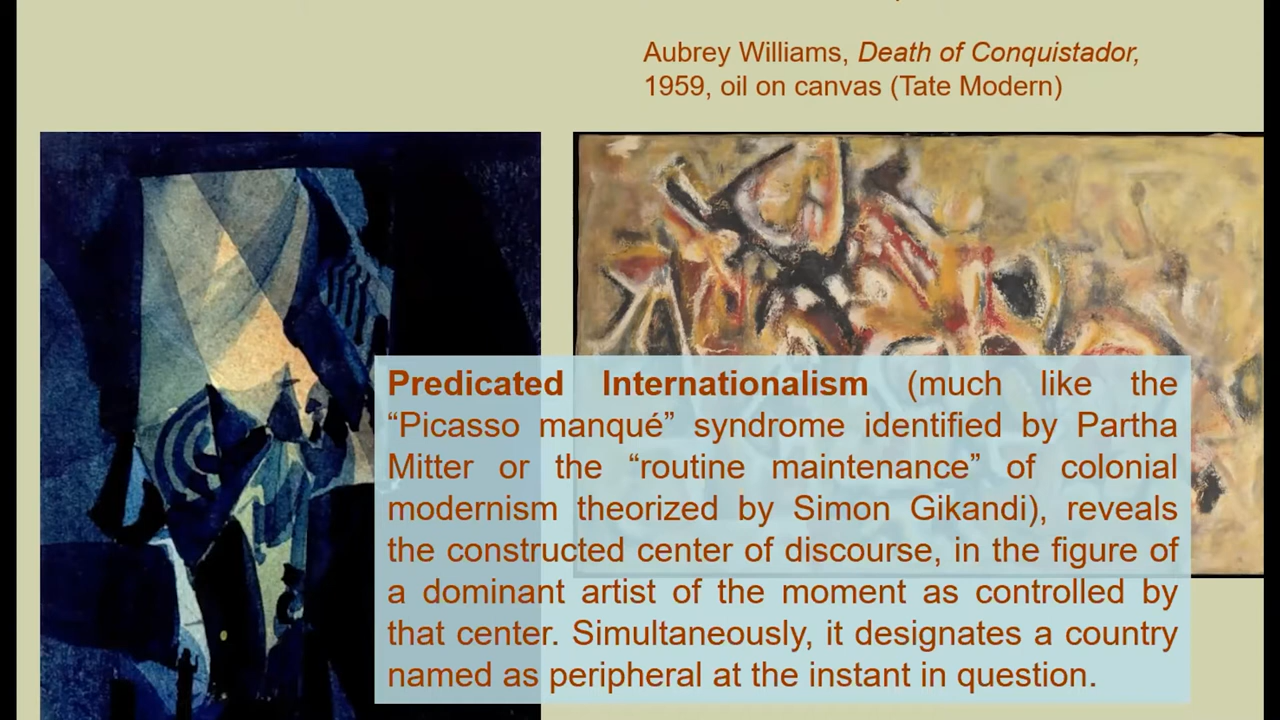 Aubrey Williams, Death of Conquistador,
1959, oil on canvas (Tate Modern)
Predicated Internationalism (much like the
“Picasso manqué” syndrome identified by Partha
Mitter or the “routine maintenance” of colonial
modernism theorized by Simon Gikandi), reveals
the constructed center of discourse, in the figure of
a dominant artist of the moment as controlled by
that center. Simultaneously, it designates a country
named as peripheral at the instant in question.